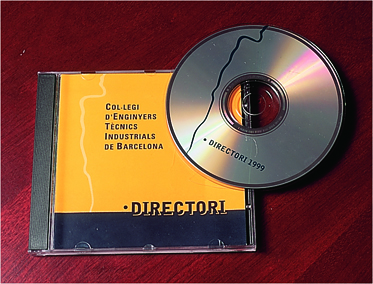 COL·LEGI
D'ENGINYERS
TÈCNICS
INDUSTRIALS
DE BARCELONA
• DIRECTORI
• DIRECTORI 1999